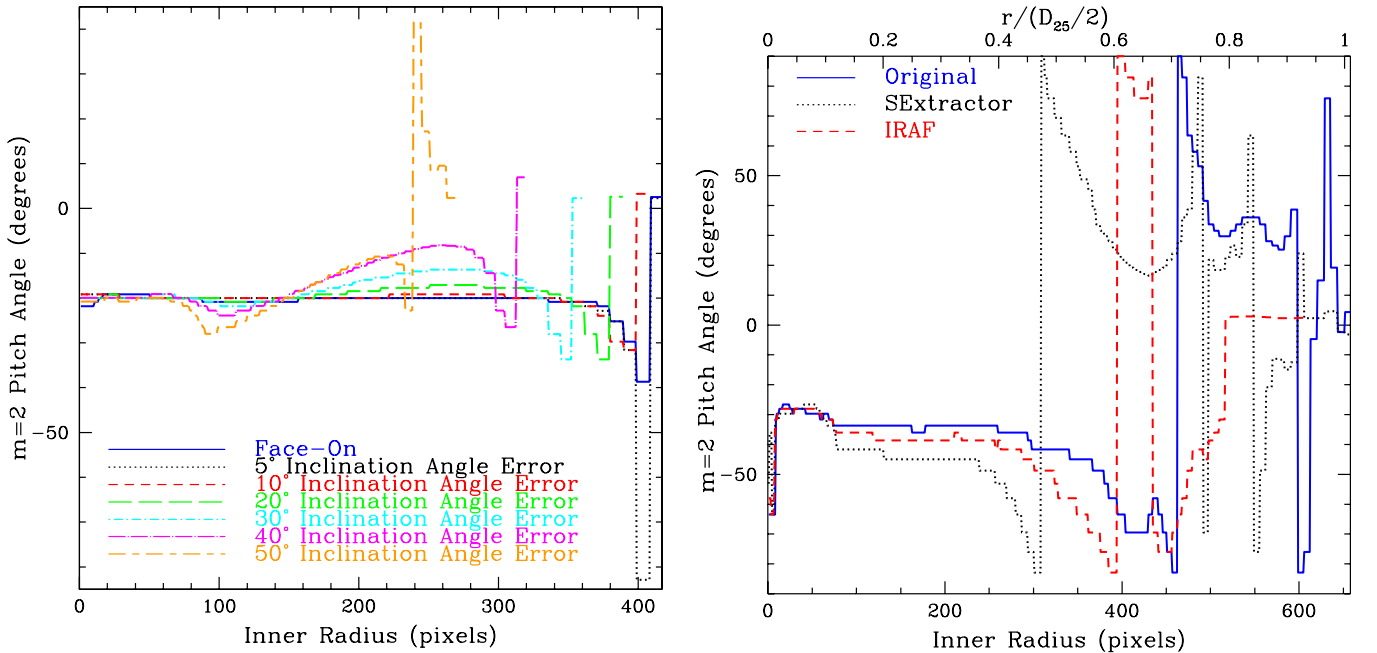 0
−50
m=2 Pitch Angle (degrees)
Face−On
5° Inclination Angle Error
10° Inclination Angle Error
20° Inclination Angle Error
30° Inclination Angle Error
40° Inclination Angle Error
50° Inclination Angle Error
0 100 200 300 400
Inner Radius (pixels)
r/(D25/2)
0 0.2 0.4 0.6 0.8 1
Original
SExtractor
IRAF
50
0
−50
m=2 Pitch Angle (degrees)
0 200 400 600
Inner Radius (pixels)